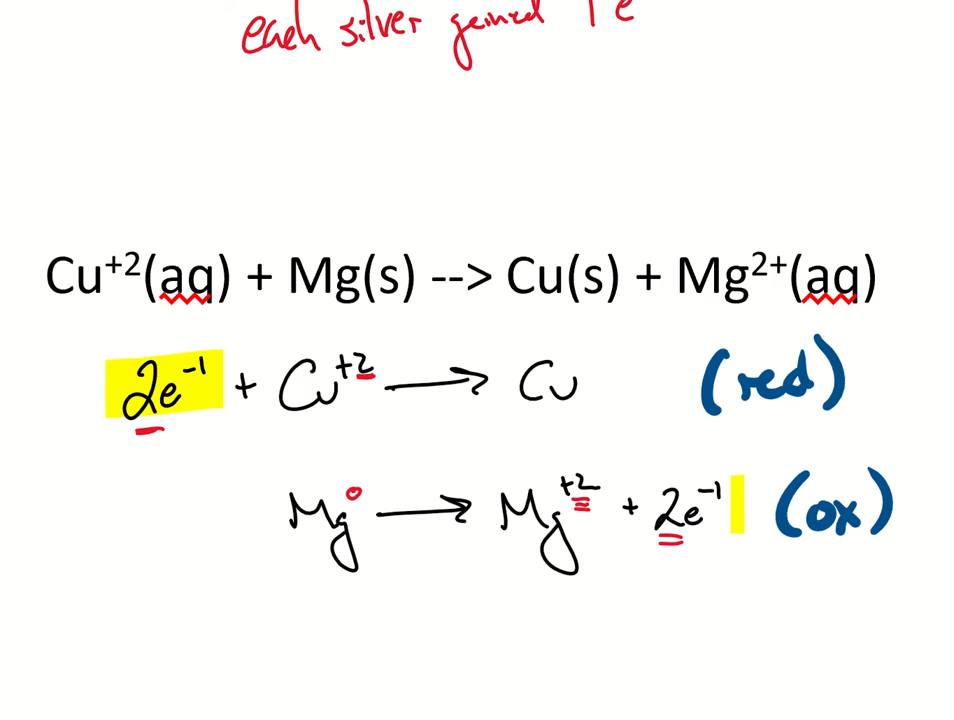 each silver gained 1 e
Cu⁺²(aq) + Mg(s) --> Cu(s) + Mg²⁺(aq)
2e⁻¹ + Cu⁺² → Cu (red)
Mg⁰ → Mg⁺² + 2e⁻¹ (ox)